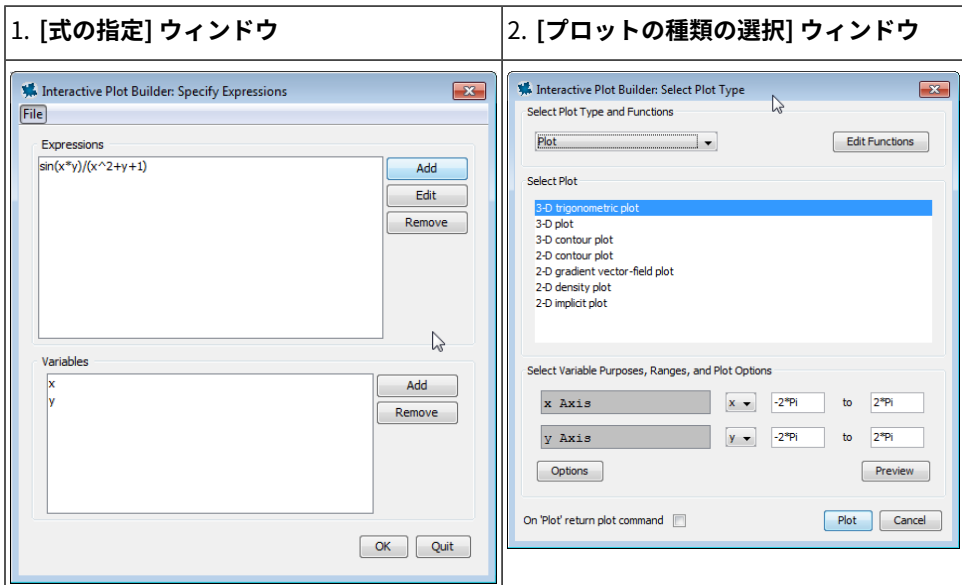 1. [式の指定] ウィンドウ
2. [プロットの種類の選択] ウィンドウ
Interactive Plot Builder: Specify Expressions
File
Expressions
sin(x*y)/(x^2+y+1)
Add
Edit
Remove
Variables
x
y
Add
Remove
OK
Quit
Interactive Plot Builder: Select Plot Type
Select Plot Type and Functions
Plot
Edit Functions
Select Plot
3-D trigonometric plot
3-D plot
3-D contour plot
2-D contour plot
2-D gradient vector-field plot
2-D density plot
2-D implicit plot
Select Variable Purposes, Ranges, and Plot Options
x Axis x -2*Pi to 2*Pi
y Axis y -2*Pi to 2*Pi
Options
Preview
On 'Plot' return plot command
Plot
Cancel